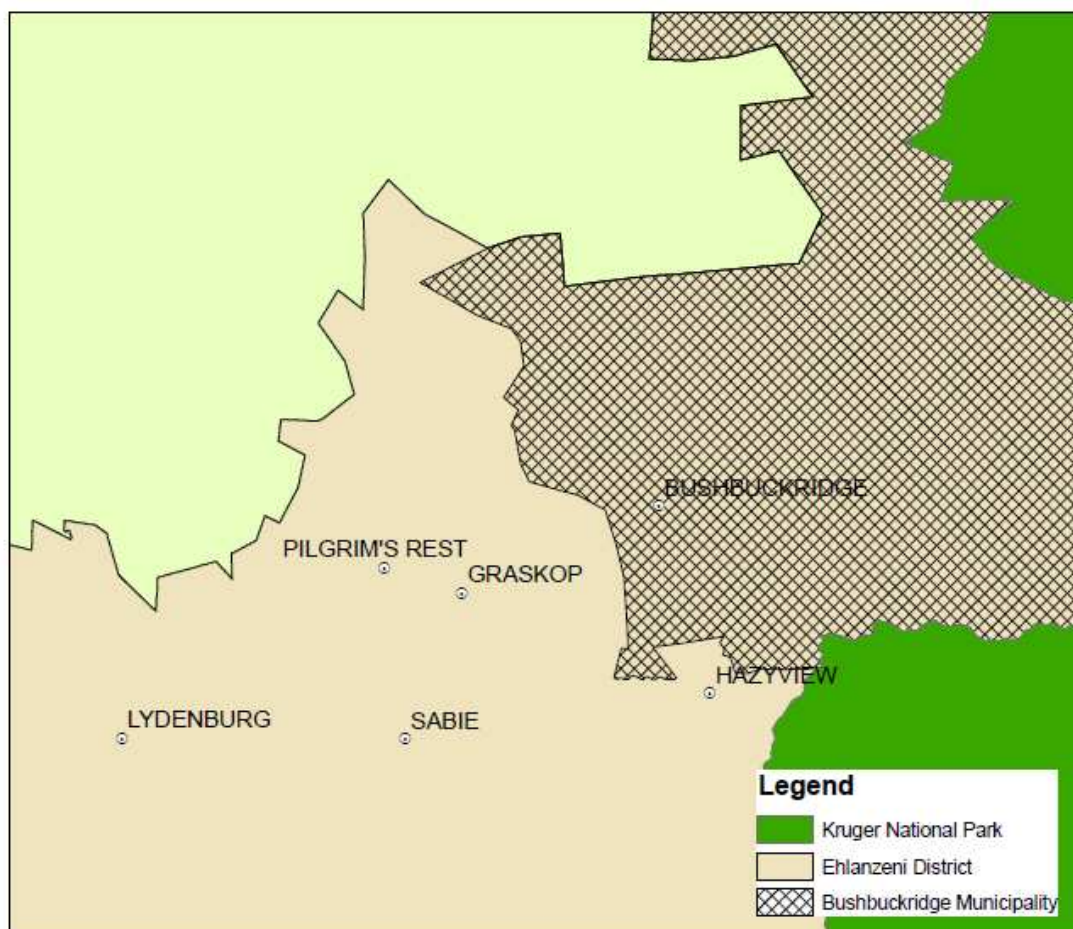 BUSHBUCKRIDGE
PILGRIM'S REST
GRASKOP
HAZYVIEW
LYDENBURG
SABIE
Legend
Kruger National Park
Ehlanzeni District
Bushbuckridge Municipality